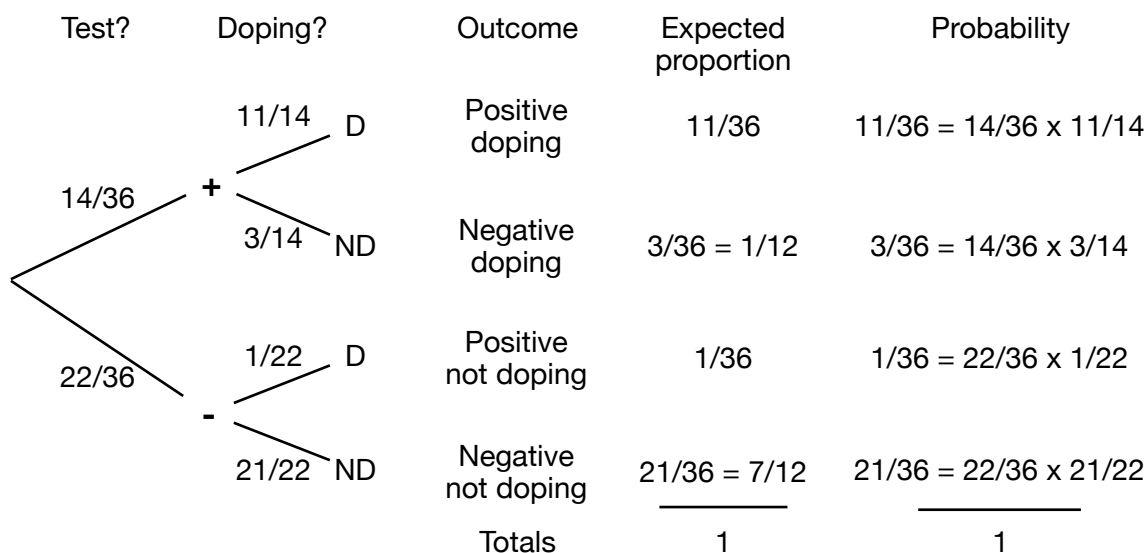 Test? Doping? Outcome Expected proportion Probability
11/14 D Positive doping 11/36 11/36 = 14/36 x 11/14
14/36 +
3/14 ND Negative doping 3/36 = 1/12 3/36 = 14/36 x 3/14
22/36 1/22 D Positive not doping 1/36 1/36 = 22/36 x 1/22
-
21/22 ND Negative not doping 21/36 = 7/12 21/36 = 22/36 x 21/22
Totals 1 1